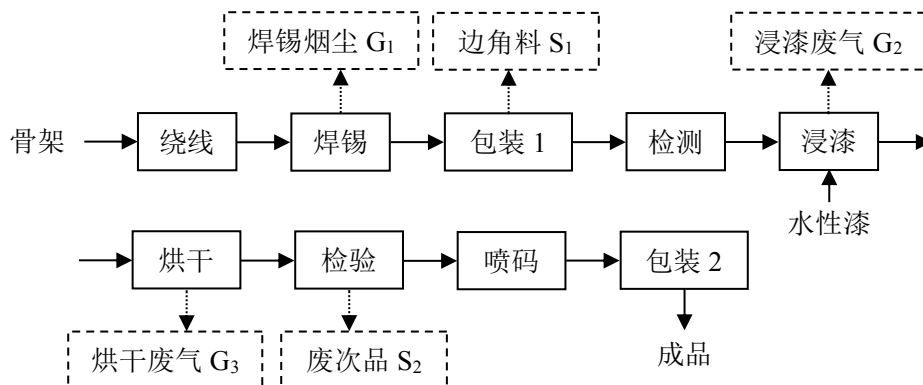 焊锡烟尘 G₁
边角料 S₁
浸漆废气 G₂
骨架
绕线
焊锡
包装 1
检测
浸漆
水性漆
烘干
检验
喷码
包装 2
烘干废气 G₃
废次品 S₂
成品